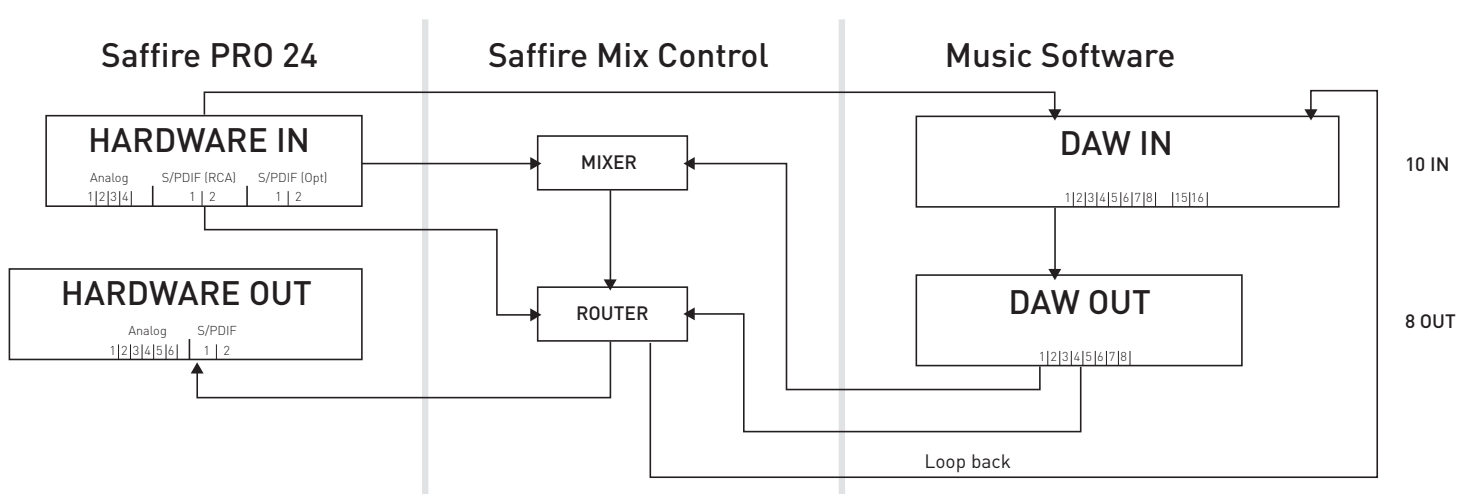 Saffire PRO 24
Saffire Mix Control
Music Software
HARDWARE IN
Analog
S/PDIF (RCA)
S/PDIF (Opt)
1|2|3|4|
1 | 2
1 | 2
HARDWARE OUT
Analog
S/PDIF
1|2|3|4|5|6|
1 | 2
MIXER
ROUTER
DAW IN
1|2|3|4|5|6|7|8| |15|16|
10 IN
DAW OUT
1|2|3|4|5|6|7|8|
8 OUT
Loop back